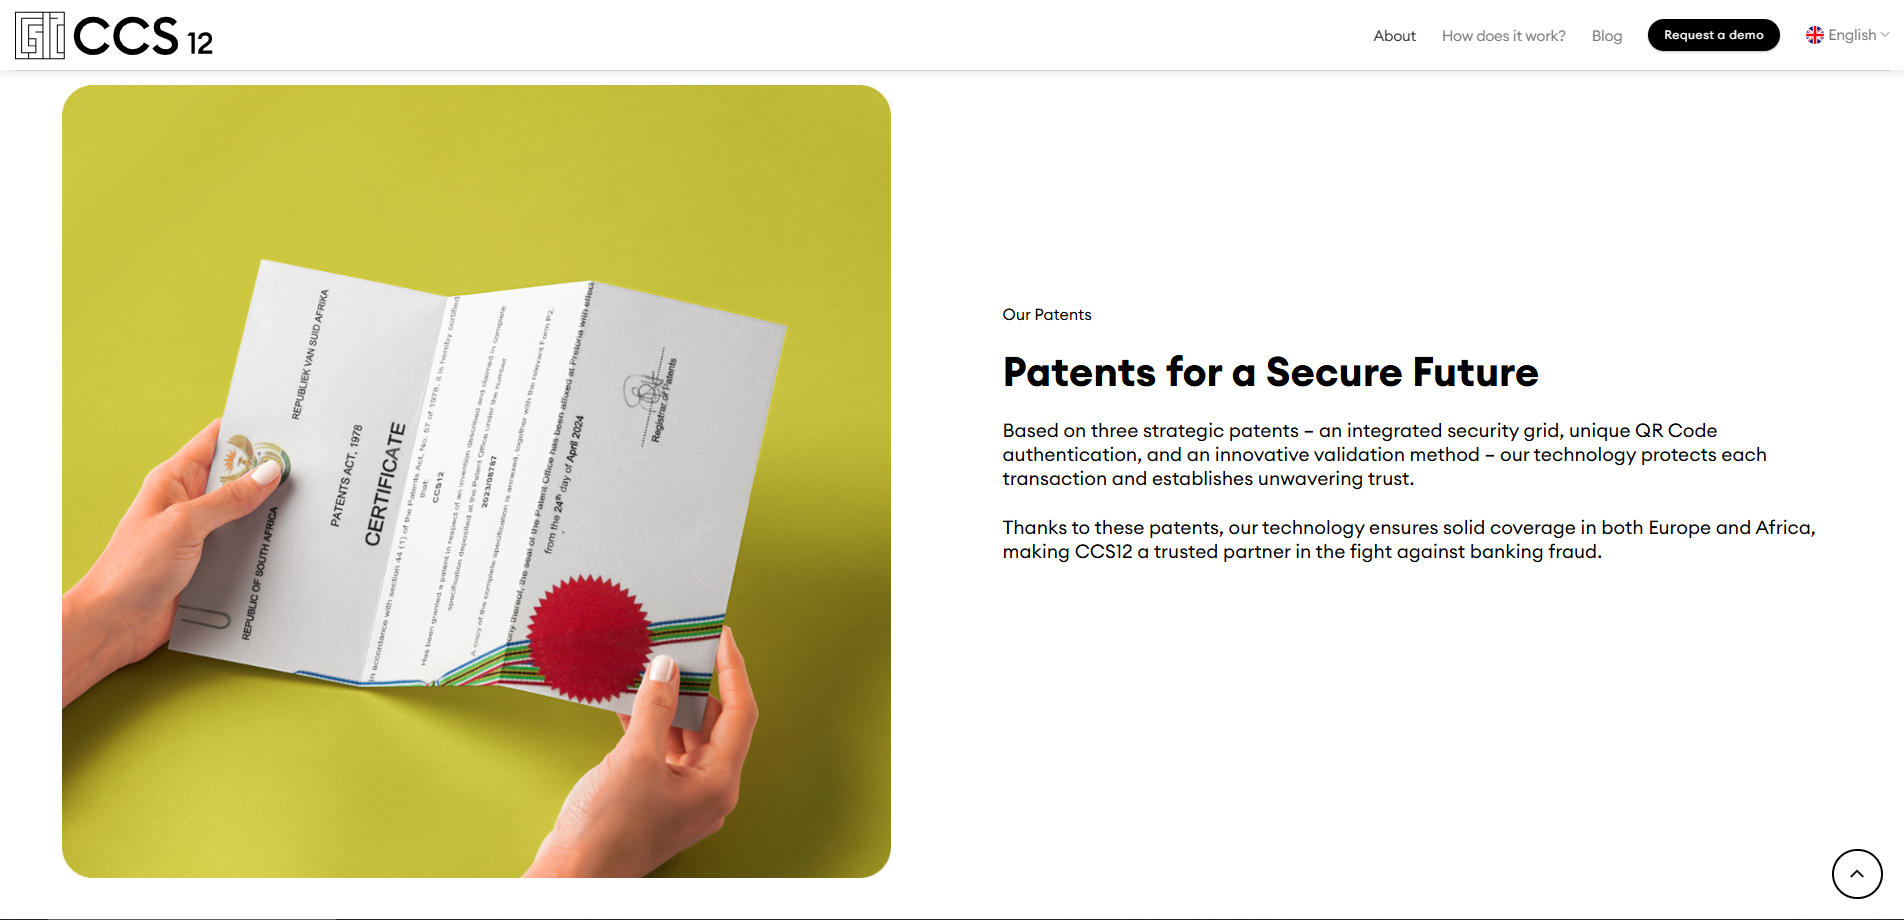 CCS 12
About
How does it work?
Blog
Request a demo
English
REPUBLIEK VAN SUID AFRIKA
REPUBLIC OF SOUTH AFRICA
PATENTS ACT, 1978
CERTIFICATE
In accordance with section 44 (1) of the Patents Act, No. 57 of 1978, it is hereby certified
that:
CCS12
Has been granted a patent in respect of an invention described and claimed in complete
specification deposited at the Patent Office under the number
2023/08787
A copy of the complete specification is annexed, together with the relevant Form P2.
ony thereof, the seal of the Patent Office has been affixed at Pretoria with effect
from the 24th day of April 2024
Registrar of Patents
Our Patents
Patents for a Secure Future
Based on three strategic patents – an integrated security grid, unique QR Code
authentication, and an innovative validation method – our technology protects each
transaction and establishes unwavering trust.
Thanks to these patents, our technology ensures solid coverage in both Europe and Africa,
making CCS12 a trusted partner in the fight against banking fraud.